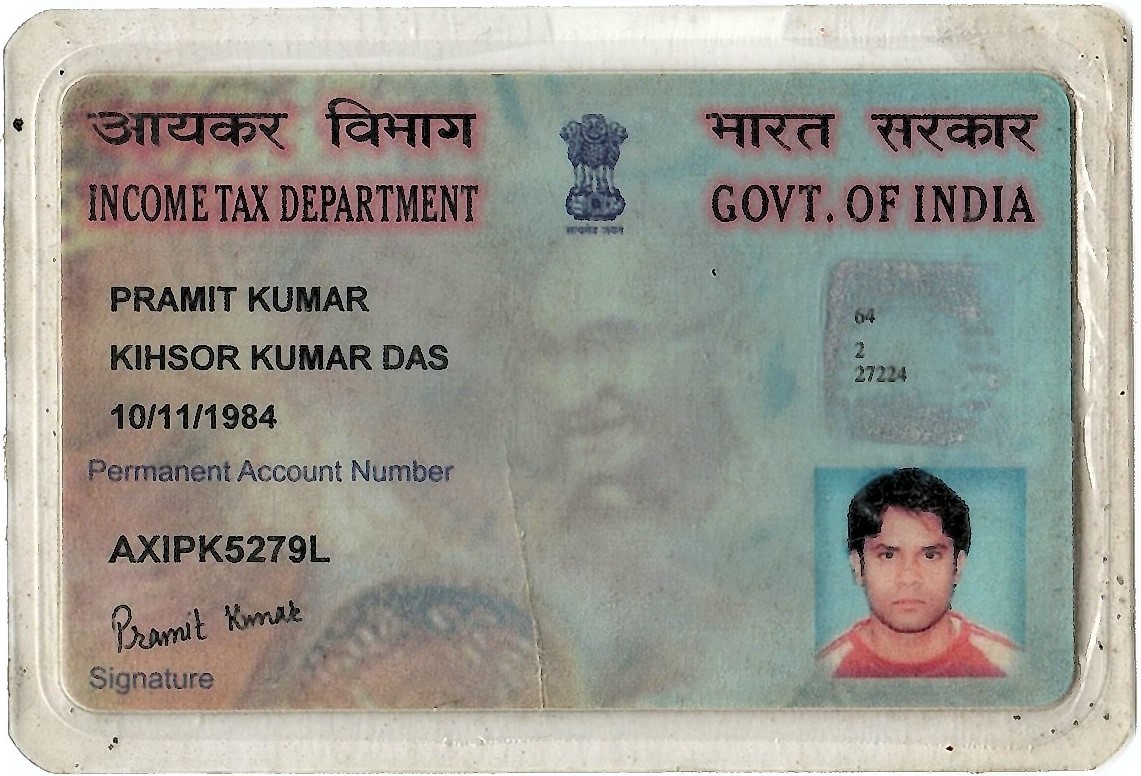 आयकर विभाग
भारत सरकार
INCOME TAX DEPARTMENT
GOVT. OF INDIA
सत्यमेव जयते
PRAMIT KUMAR
KIHSOR KUMAR DAS
10/11/1984
Permanent Account Number
AXIPK5279L
Pramit Kumar
Signature
64
2
27224